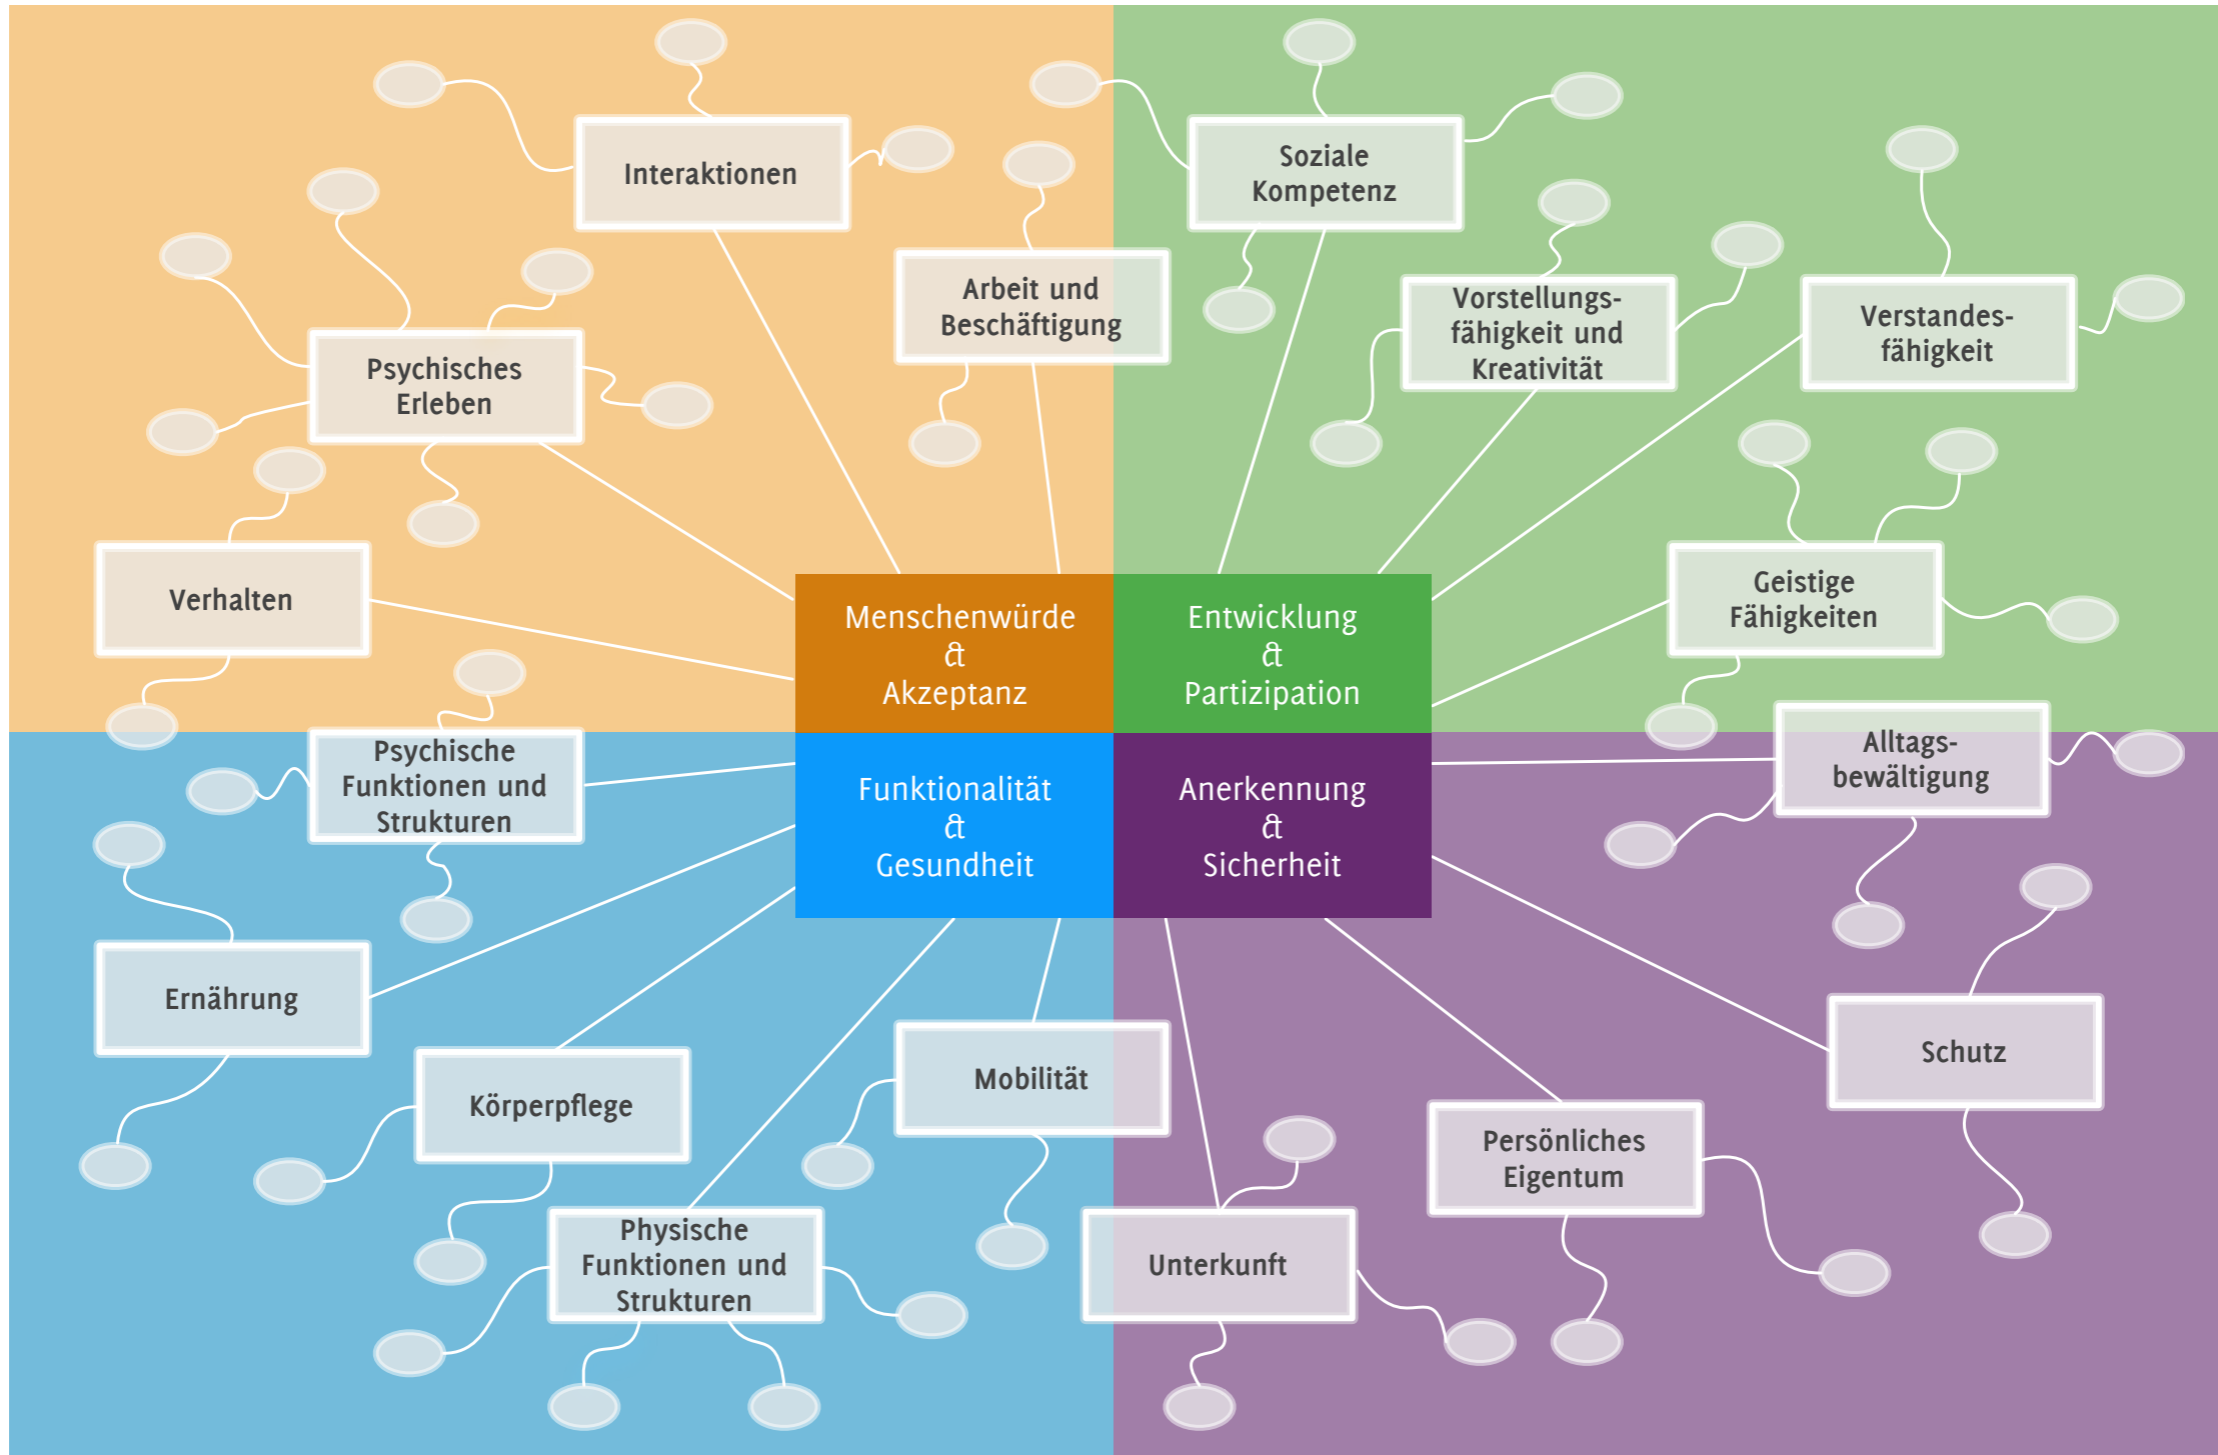 Interaktionen
Soziale
Kompetenz
Arbeit und
Beschäftigung
Vorstellungs-
fähigkeit und
Kreativität
Verstandes-
fähigkeit
Psychisches
Erleben
Verhalten
Geistige
Fähigkeiten
Menschenwürde
&
Akzeptanz
Entwicklung
&
Partizipation
Psychische
Funktionen und
Strukturen
Funktionalität
&
Gesundheit
Anerkennung
&
Sicherheit
Alltags-
bewältigung
Ernährung
Körperpflege
Mobilität
Schutz
Persönliches
Eigentum
Physische
Funktionen und
Strukturen
Unterkunft